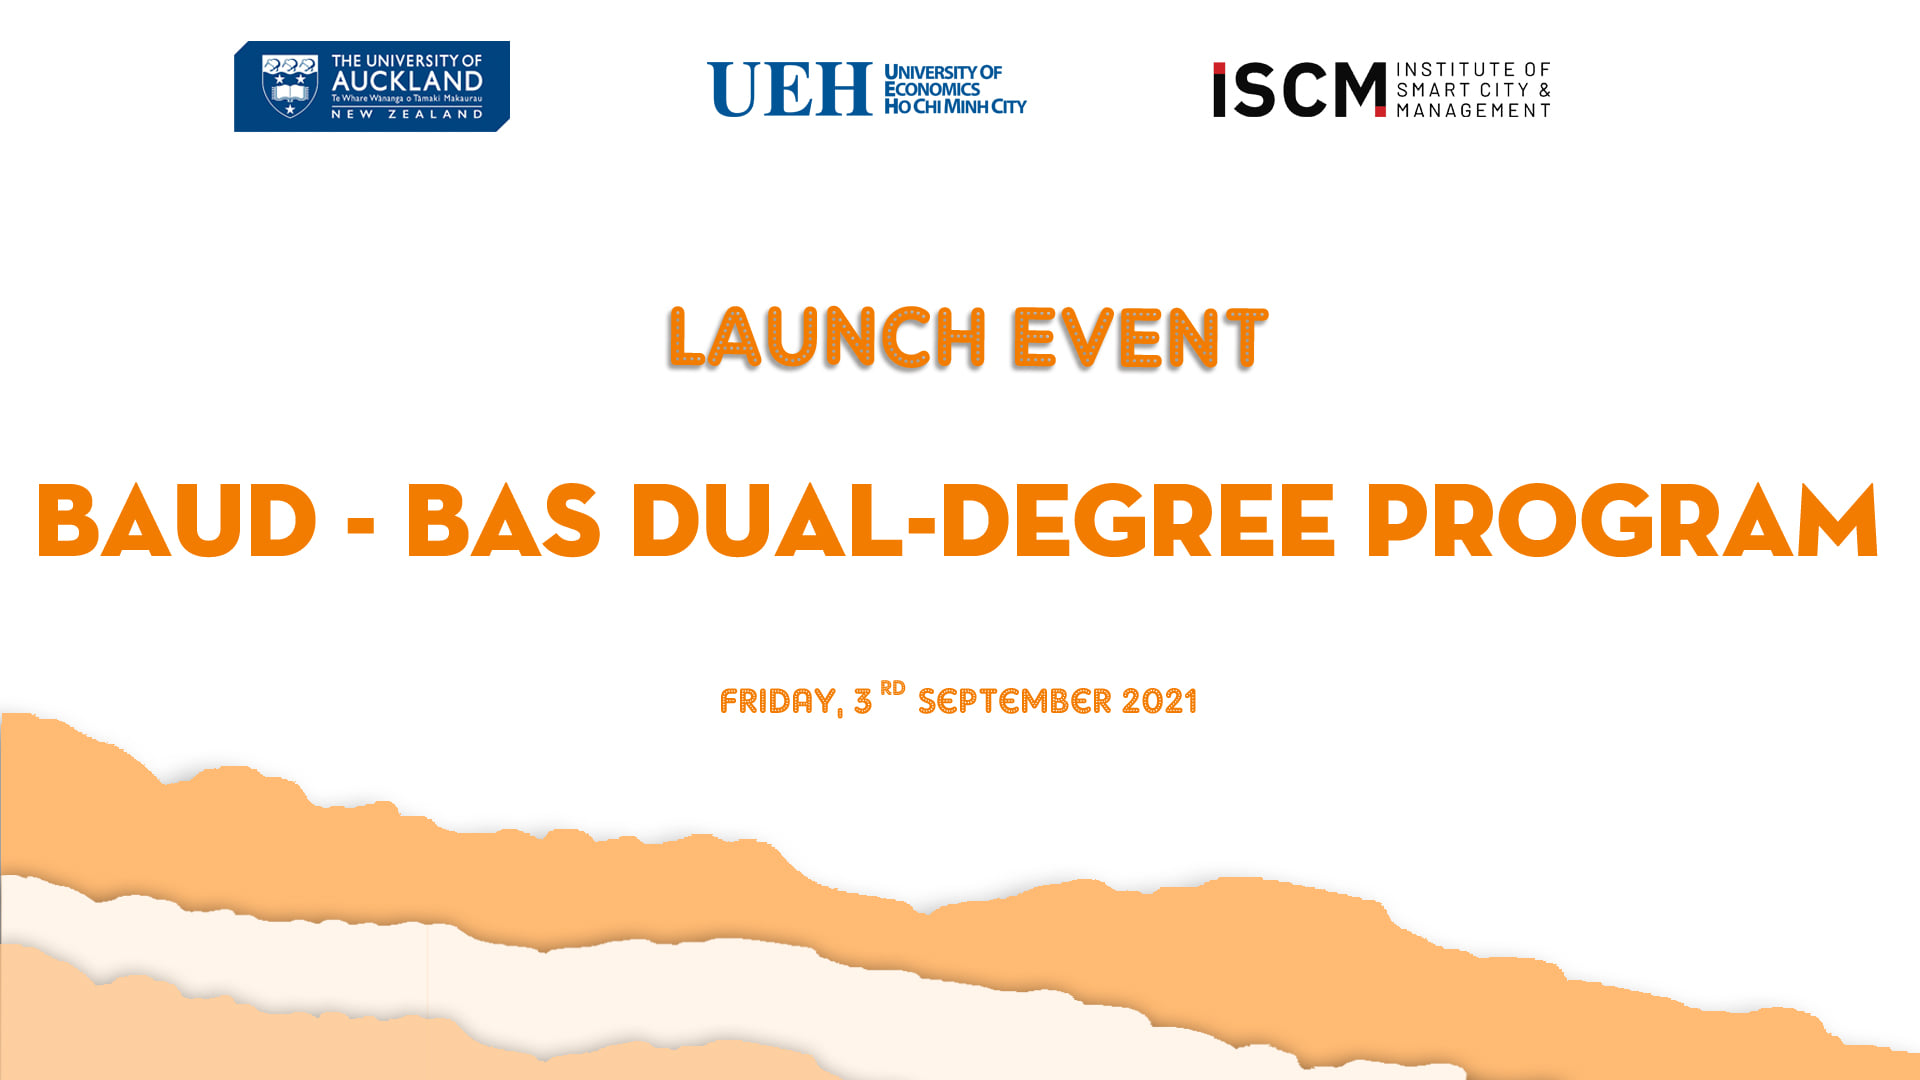 THE UNIVERSITY OF
AUCKLAND
Te Whare Wānanga o Tāmaki Makaurau
NEW ZEALAND
UEH
UNIVERSITY OF
ECONOMICS
HO CHI MINH CITY
ISCM
INSTITUTE OF
SMART CITY &
MANAGEMENT
LAUNCH EVENT
BAUD - BAS DUAL-DEGREE PROGRAM
FRIDAY, 3 RD SEPTEMBER 2021